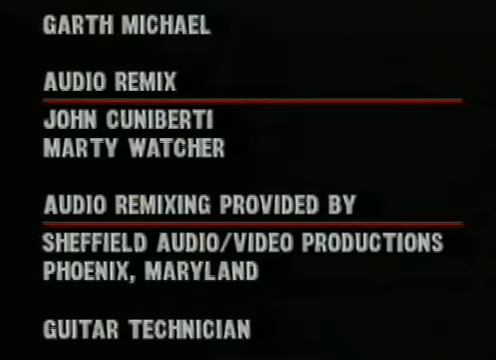 GARTH MICHAEL
AUDIO REMIX
JOHN CUNIBERTI
MARTY WATCHER
AUDIO REMIXING PROVIDED BY
SHEFFIELD AUDIO/VIDEO PRODUCTIONS
PHOENIX, MARYLAND
GUITAR TECHNICIAN